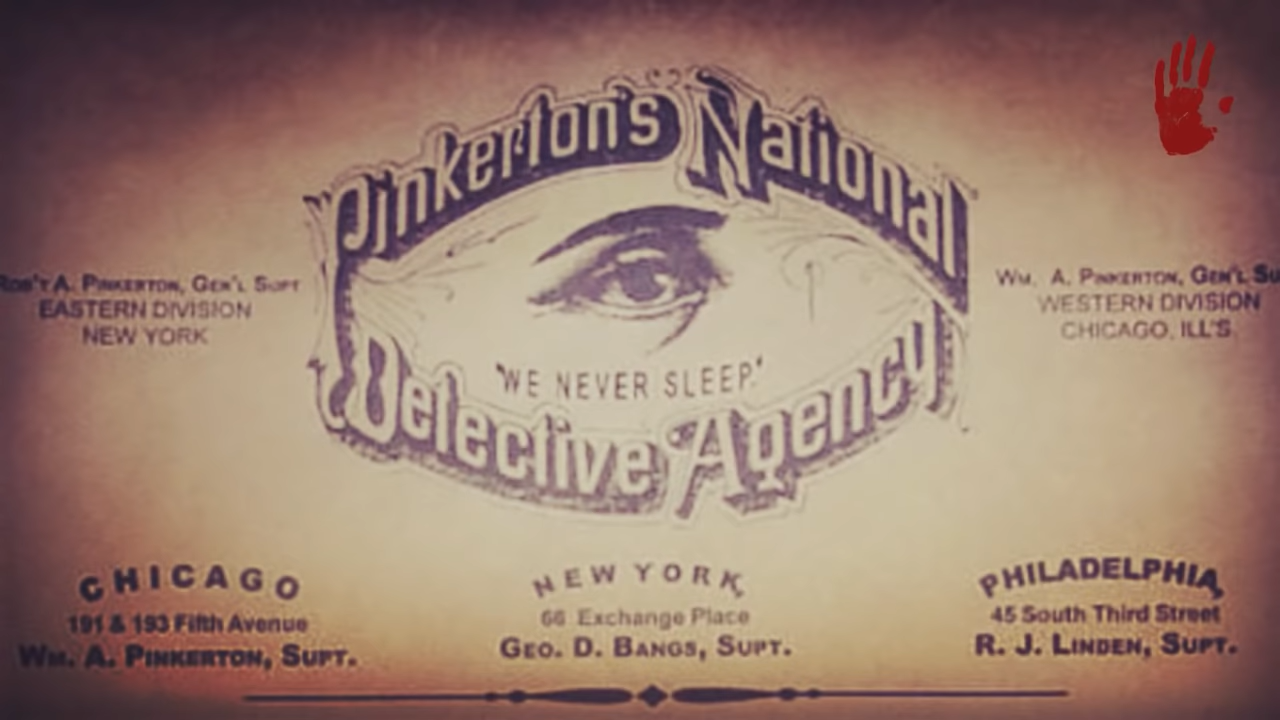 Pinkerton's National
"WE NEVER SLEEP."
Detective Agency
Rob't A. Pinkerton, Gen'l Supt
EASTERN DIVISION
NEW YORK
Wm. A. Pinkerton, Gen'l Su
WESTERN DIVISION
CHICAGO, ILL'S.
CHICAGO
191 & 193 Fifth Avenue
Wm. A. Pinkerton, Supt.
NEW YORK,
66 Exchange Place
Geo. D. Bangs, Supt.
PHILADELPHIA,
45 South Third Street
R. J. Linden, Supt.